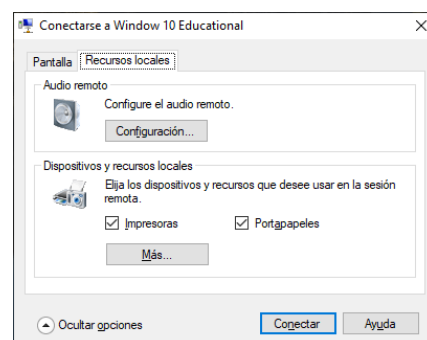 Conectarse a Window 10 Educational
Pantalla Recursos locales
Audio remoto
Configure el audio remoto.
Configuración...
Dispositivos y recursos locales
Elija los dispositivos y recursos que desee usar en la sesión
remota.
Impresoras Portapapeles
Más...
Ocultar opciones Conectar Ayuda